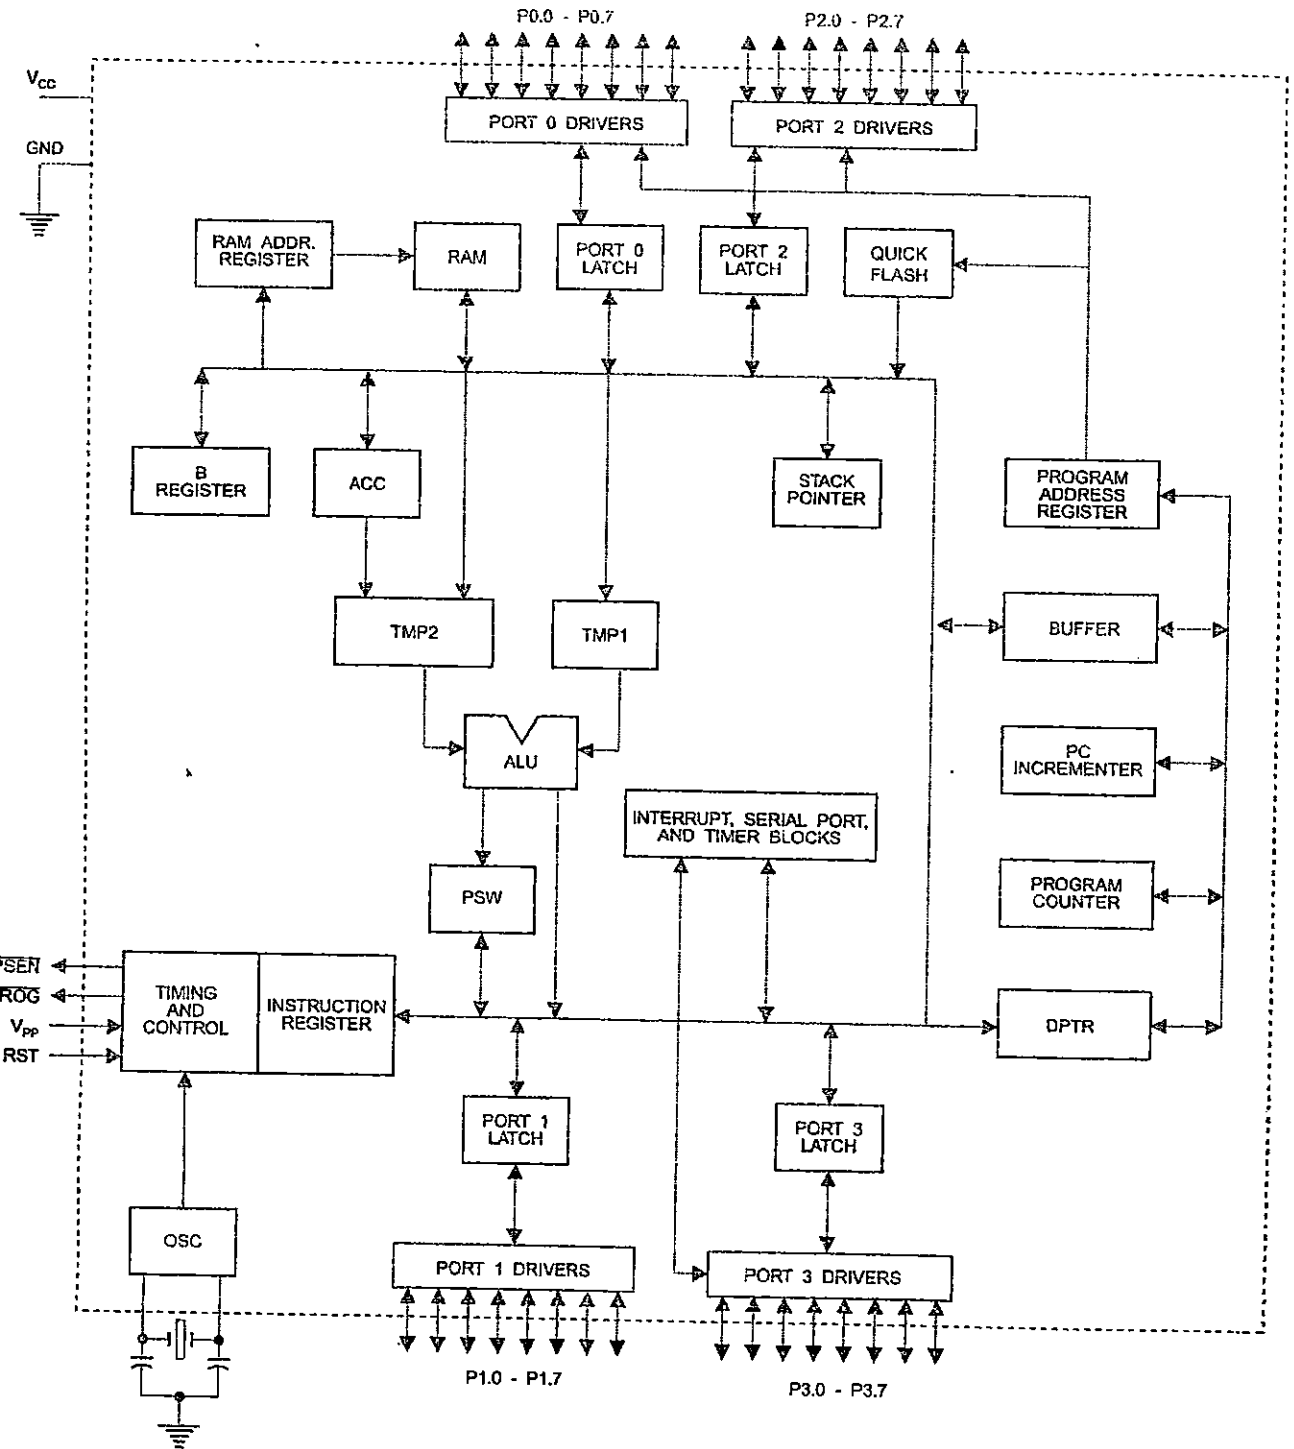 P0.0 - P0.7
P2.0 - P2.7
VCC
GND
PORT 0 DRIVERS
PORT 2 DRIVERS
RAM ADDR.
REGISTER
RAM
PORT 0
LATCH
PORT 2
LATCH
QUICK
FLASH
B
REGISTER
ACC
STACK
POINTER
PROGRAM
ADDRESS
REGISTER
TMP2
TMP1
BUFFER
ALU
PC
INCREMENTER
INTERRUPT, SERIAL PORT,
AND TIMER BLOCKS
PSW
PROGRAM
COUNTER
PSEN
ROG
VPP
RST
TIMING
AND
CONTROL
INSTRUCTION
REGISTER
DPTR
PORT 1
LATCH
PORT 3
LATCH
OSC
PORT 1 DRIVERS
PORT 3 DRIVERS
P1.0 - P1.7
P3.0 - P3.7